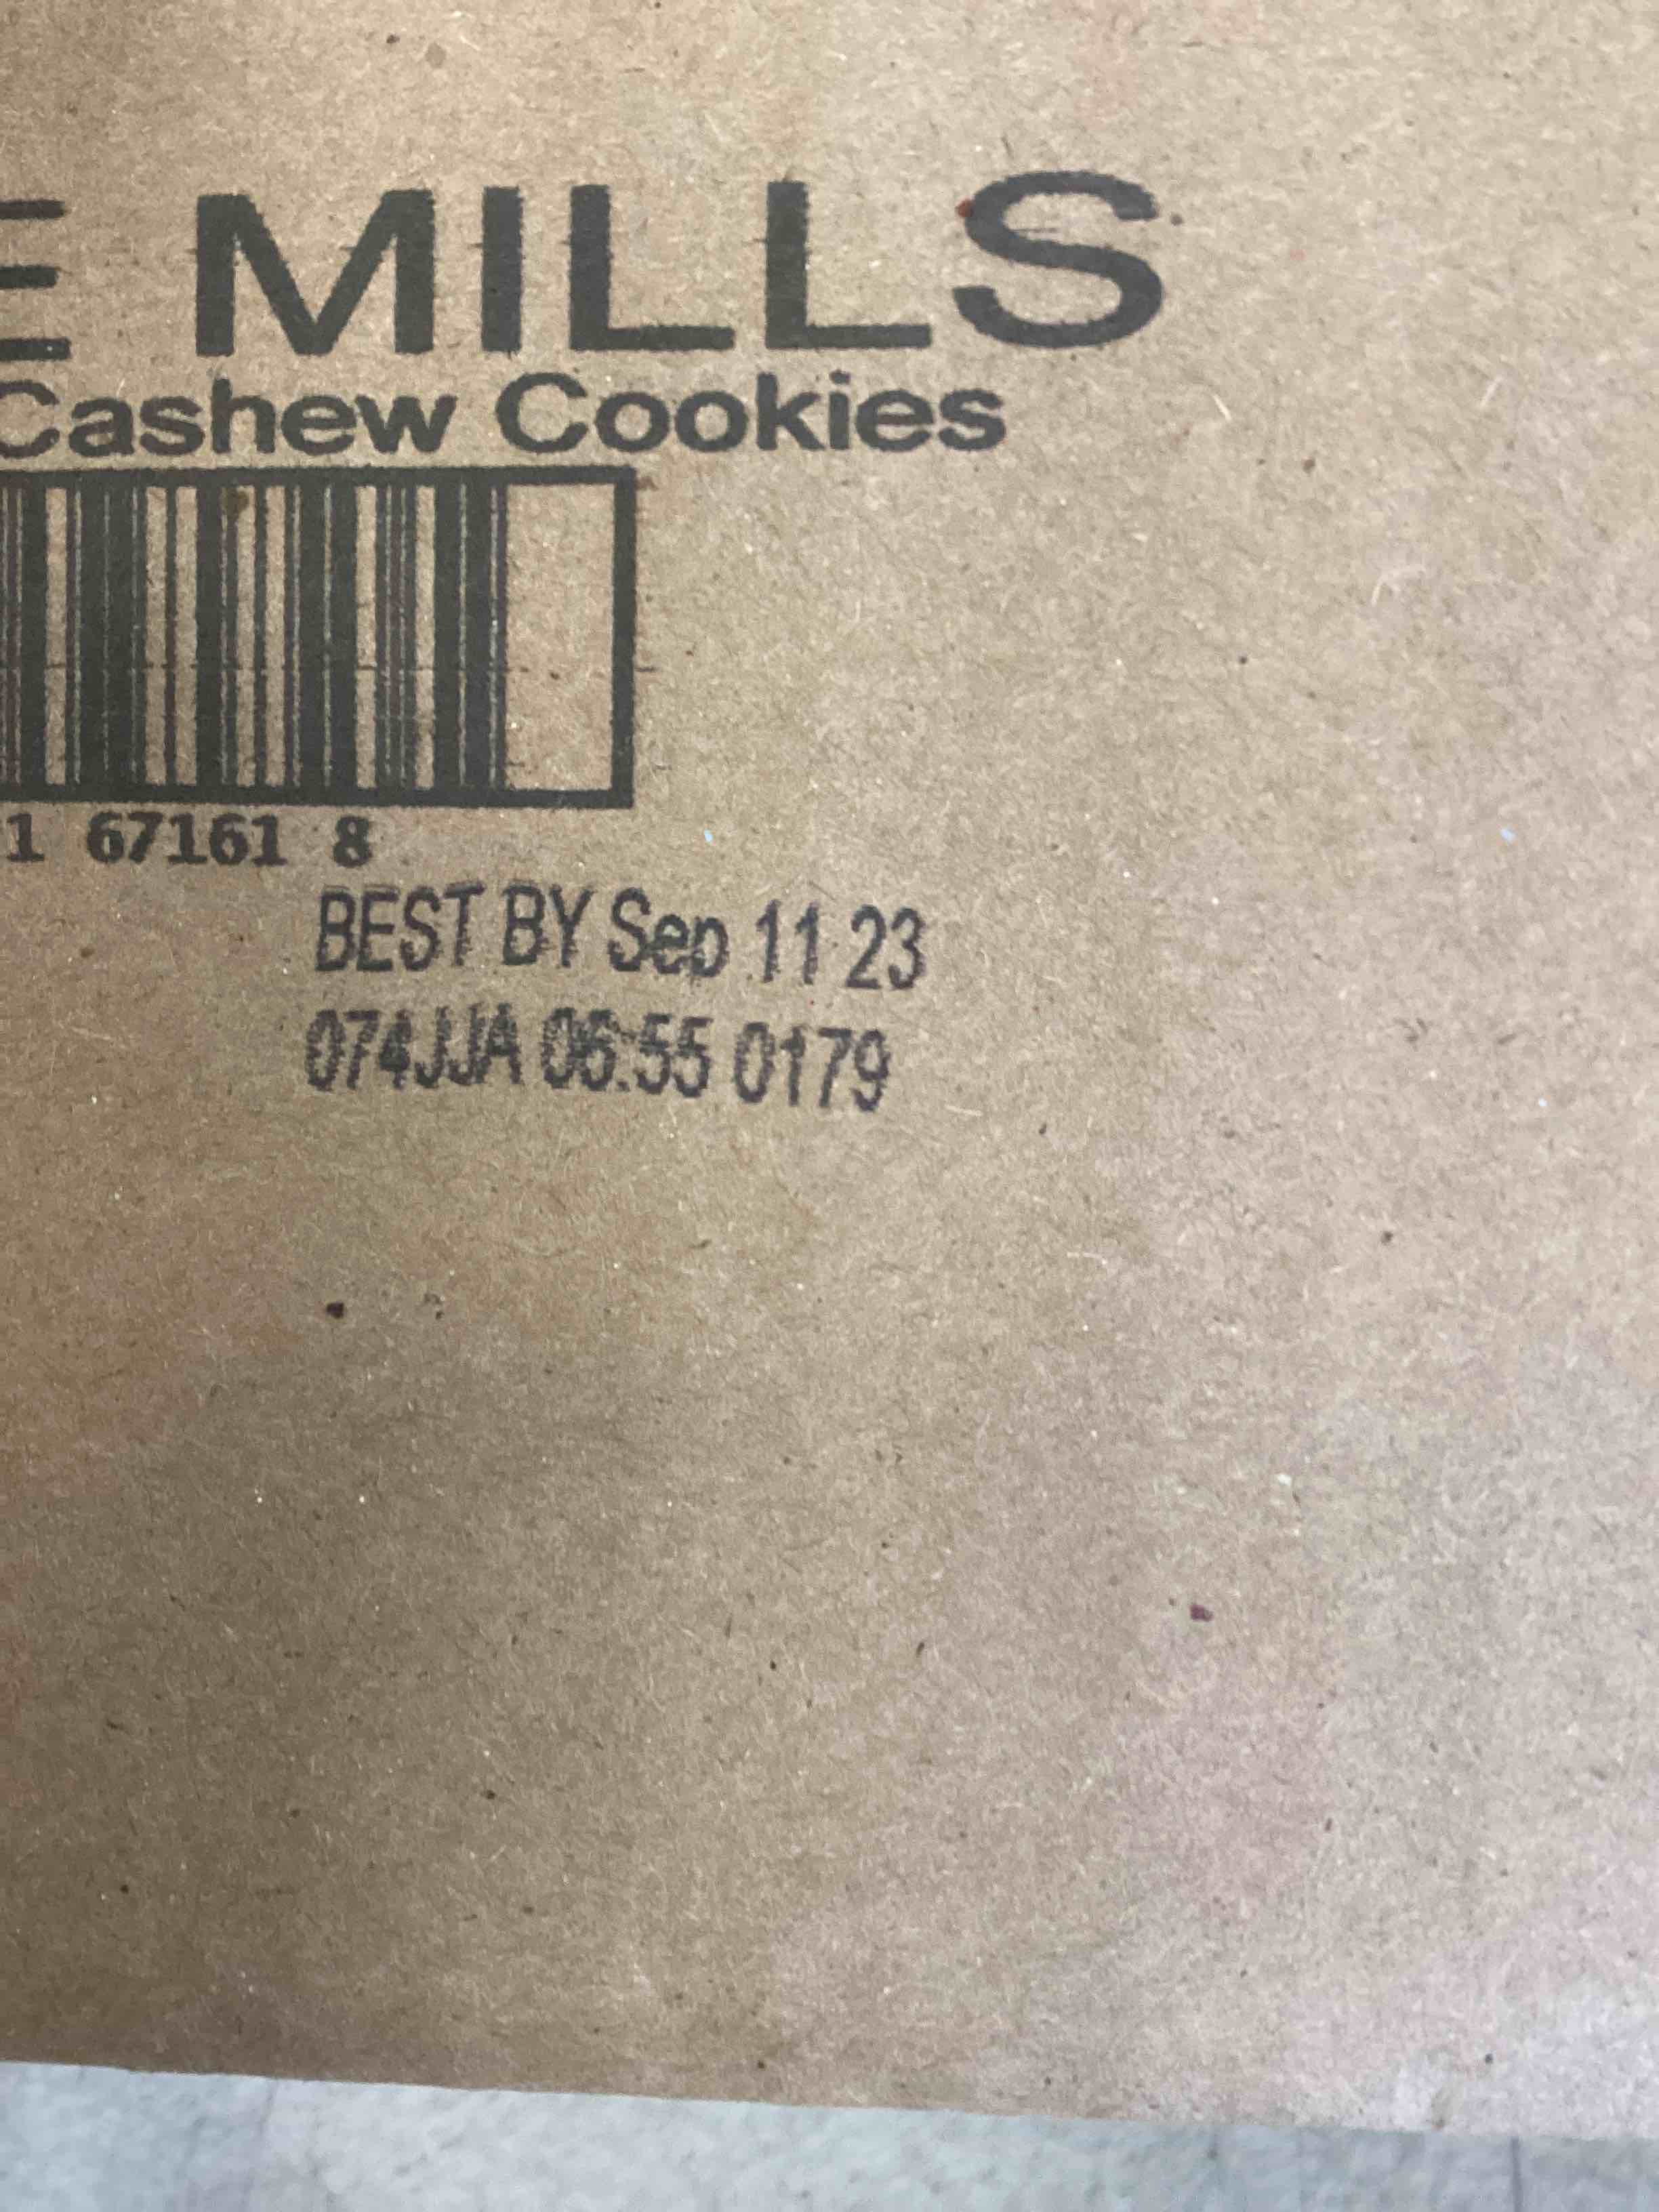 E MILLS
Cashew Cookies
1 67161 8
BEST BY Sep 11 23
074JJA 06:55 0179